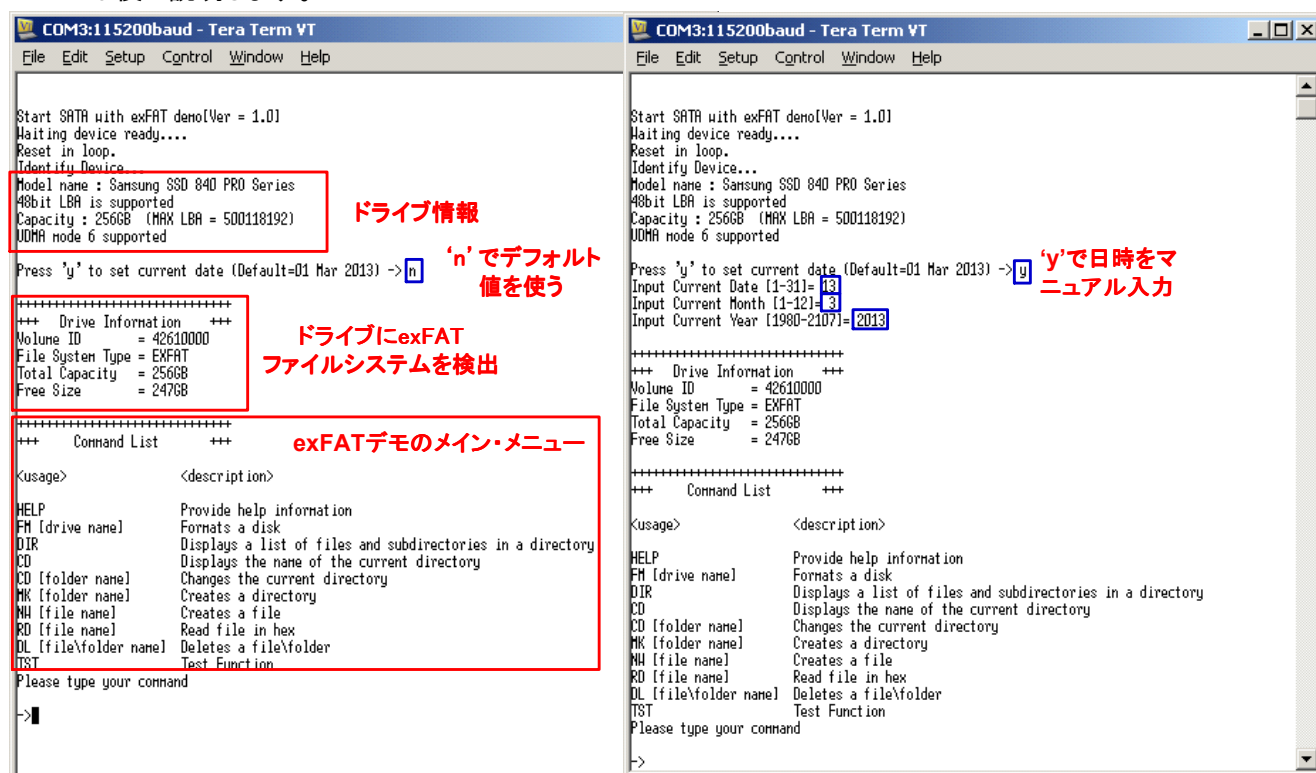 COM3:115200baud - Tera Term VT
File Edit Setup Control Window Help
Start SATA with exFAT demo[Ver = 1.0]
Waiting device ready....
Reset in loop.
Identify Device...
Model name : Samsung SSD 840 PRO Series
48bit LBA is supported
Capacity : 256GB (MAX LBA = 500118192)
UDMA mode 6 supported
ドライブ情報
Press 'y' to set current date (Default=01 Mar 2013) ->n
‘n’でデフォルト
値を使う
++++++++++++++++++++++++++++++
+++ Drive Information +++
Volume ID = 42610000
File System Type = EXFAT
Total Capacity = 256GB
Free Size = 247GB
ドライブにexFAT
ファイルシステムを検出
++++++++++++++++++++++++++++++
+++ Command List +++
exFATデモのメイン・メニュー
<usage> <description>
HELP Provide help information
FM [drive name] Formats a disk
DIR Displays a list of files and subdirectories in a directory
CD Displays the name of the current directory
CD [folder name] Changes the current directory
MK [folder name] Creates a directory
NW [file name] Creates a file
RD [file name] Read file in hex
DL [file\folder name] Deletes a file\folder
TST Test Function
Please type your command
->
COM3:115200baud - Tera Term VT
File Edit Setup Control Window Help
Start SATA with exFAT demo[Ver = 1.0]
Waiting device ready....
Reset in loop.
Identify Device...
Model name : Samsung SSD 840 PRO Series
48bit LBA is supported
Capacity : 256GB (MAX LBA = 500118192)
UDMA mode 6 supported
Press 'y' to set current date (Default=01 Mar 2013) ->y
Input Current Date [1-31]= 13
Input Current Month [1-12]= 3
Input Current Year [1980-2107]= 2013
‘y’で日時をマ
ニュアル入力
++++++++++++++++++++++++++++++
+++ Drive Information +++
Volume ID = 42610000
File System Type = EXFAT
Total Capacity = 256GB
Free Size = 247GB
++++++++++++++++++++++++++++++
+++ Command List +++
<usage> <description>
HELP Provide help information
FM [drive name] Formats a disk
DIR Displays a list of files and subdirectories in a directory
CD Displays the name of the current directory
CD [folder name] Changes the current directory
MK [folder name] Creates a directory
NW [file name] Creates a file
RD [file name] Read file in hex
DL [file\folder name] Deletes a file\folder
TST Test Function
Please type your command
->